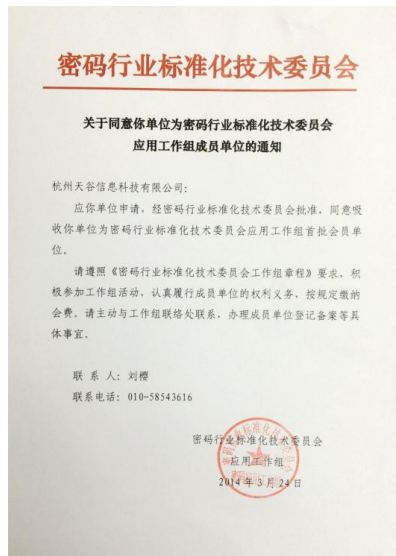 密码行业标准化技术委员会
关于同意你单位为密码行业标准化技术委员会
应用工作组成员单位的通知
杭州天谷信息科技有限公司:
应你单位申请，经密码行业标准化技术委员会批准，同意吸
收你单位为密码行业标准化技术委员会应用工作组首批会员单
位。
请遵照《密码行业标准化技术委员会工作组章程》要求，积
极参加工作组活动，认真履行成员单位的权利义务，按规定缴纳
会费。请主动与工作组联络处联系，办理成员单位登记备案等具
体事宜。
联 系 人：刘樱
联系电话：010-58543616
密码行业标准化技术委员会
应用工作组
2014年3月24日